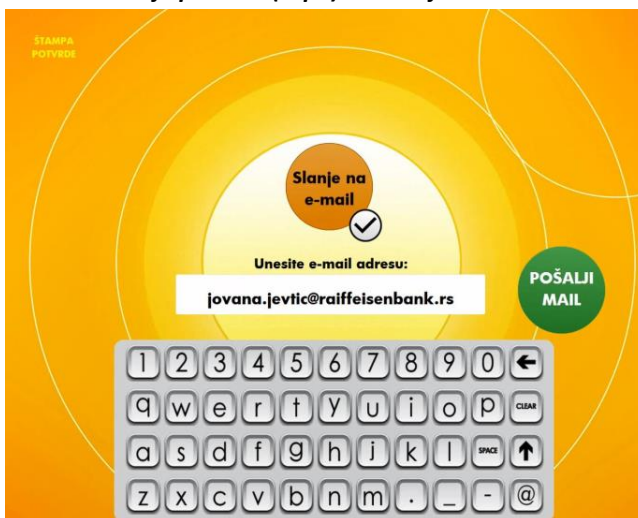 ŠTAMPA
POTVRDE
Slanje na
e-mail
Unesite e-mail adresu:
jovana.jevtic@raiffeisenbank.rs
POŠALJI
MAIL
1 2 3 4 5 6 7 8 9 0
q w e r t y u i o p CLEAR
a s d f g h j k l SPACE
z x c v b n m . _ - @